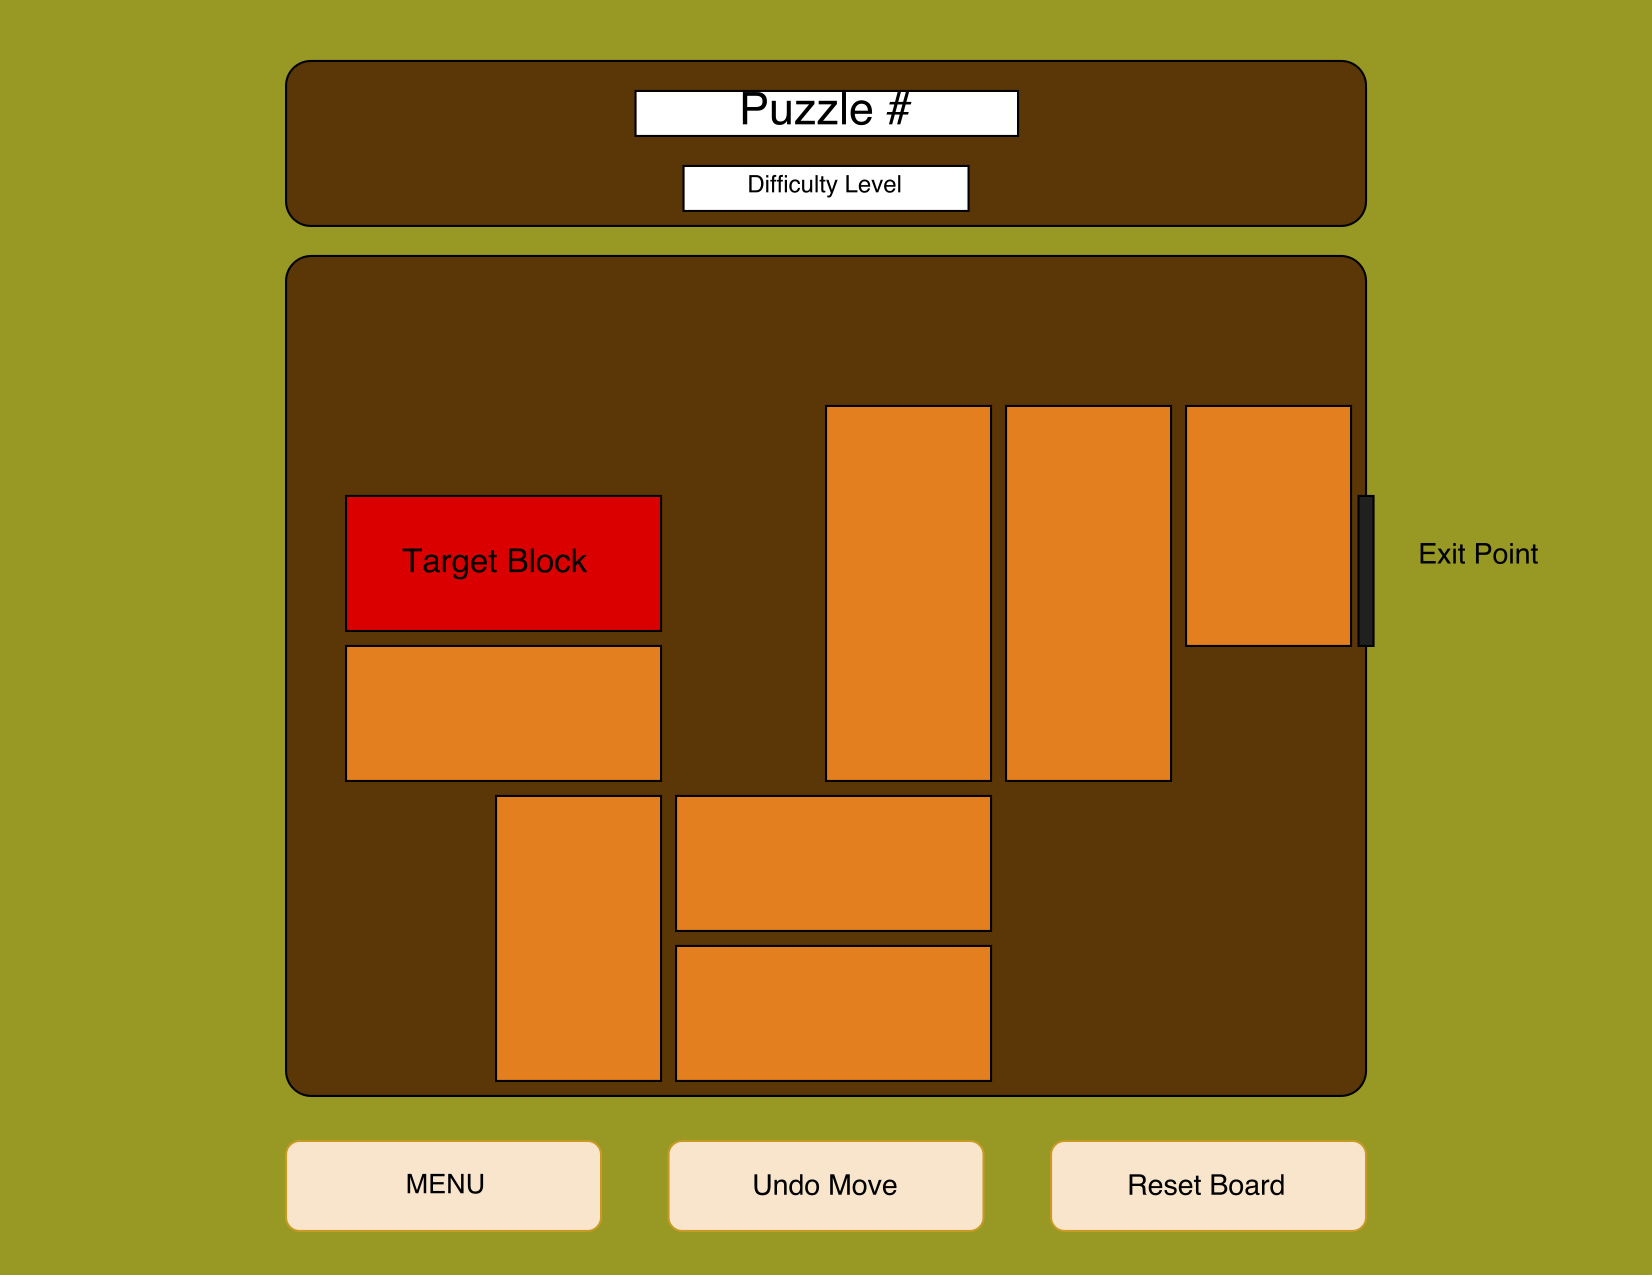 Puzzle #
Difficulty Level
Target Block
Exit Point
MENU
Undo Move
Reset Board